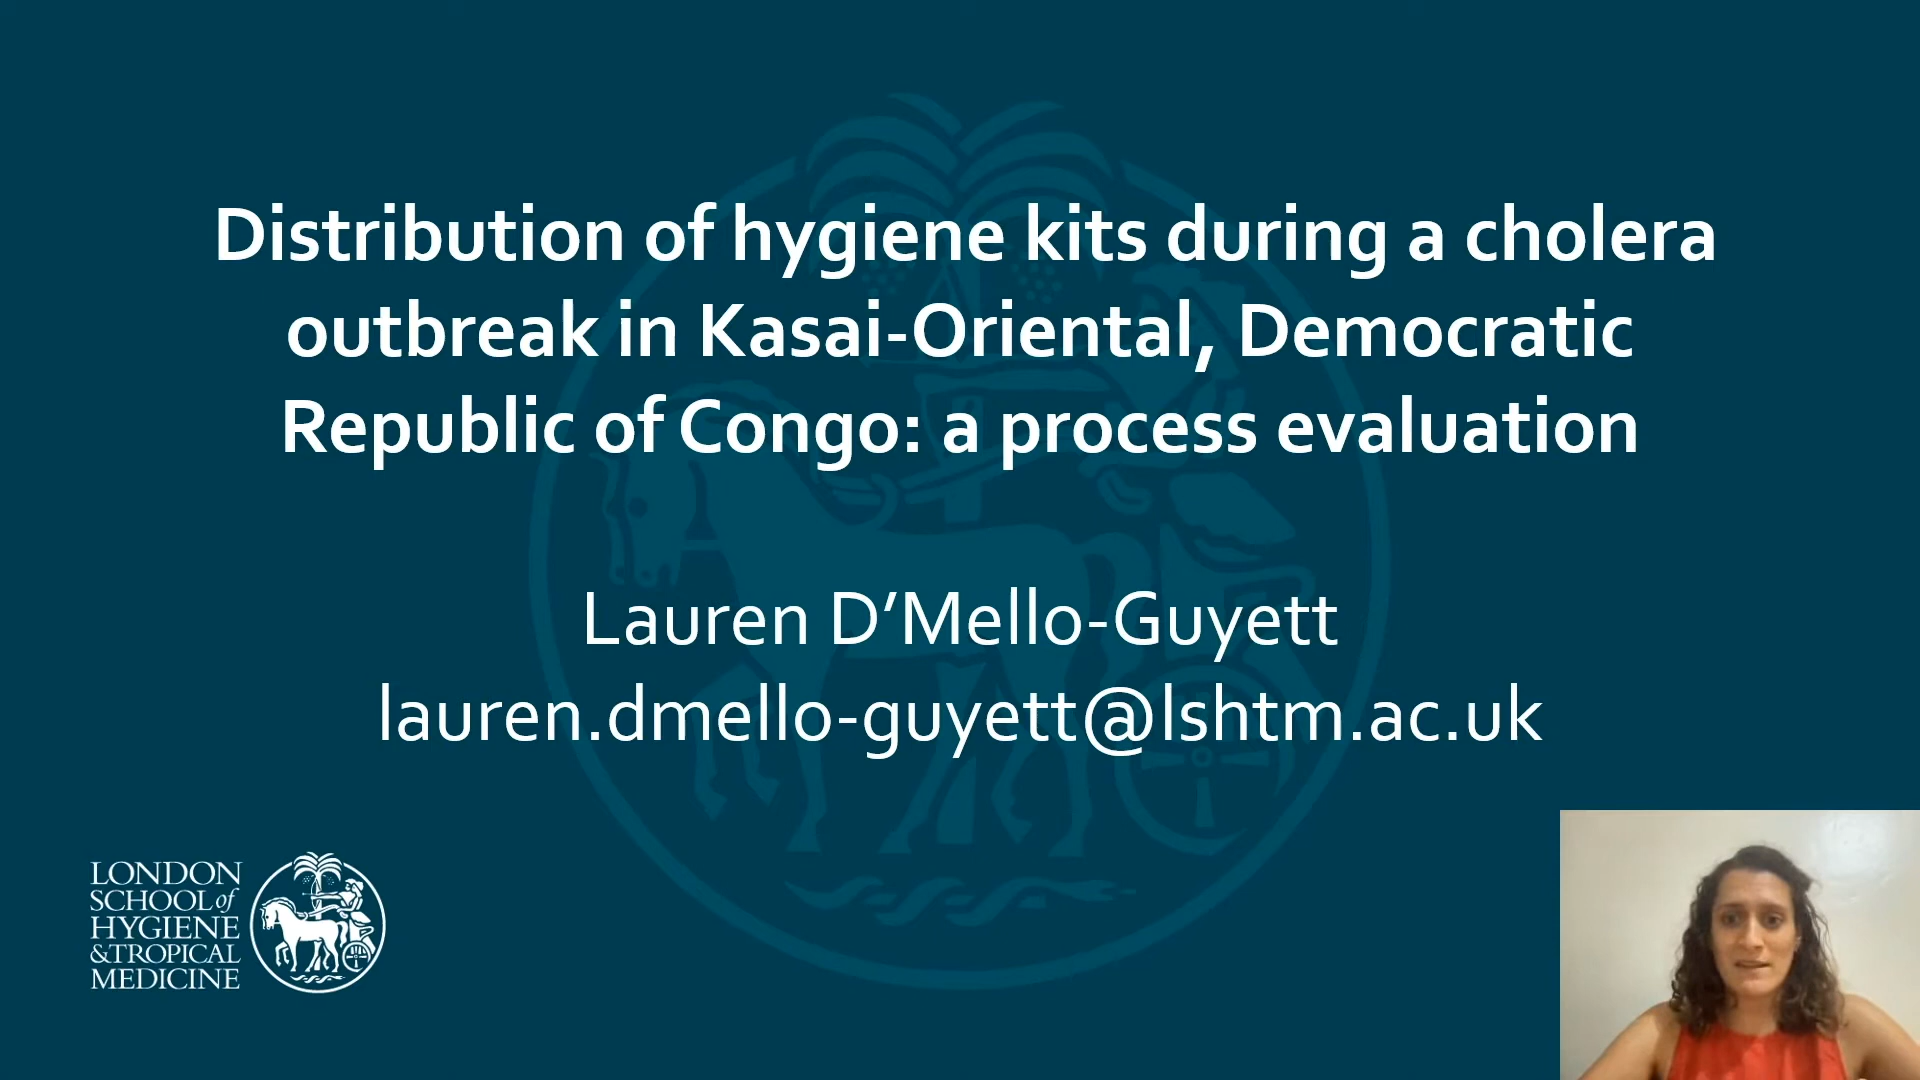 Distribution of hygiene kits during a cholera
outbreak in Kasai-Oriental, Democratic
Republic of Congo: a process evaluation
Lauren D’Mello-Guyett
lauren.dmello-guyett@lshtm.ac.uk
LONDON
SCHOOL of
HYGIENE
& TROPICAL
MEDICINE